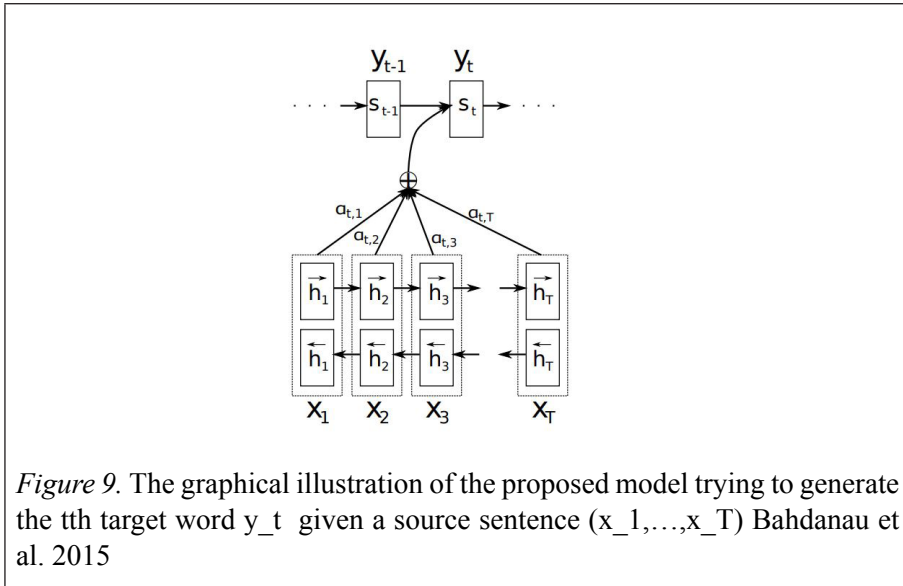 y_{t-1} y_t
. . . s_{t-1} s_t . . .
a_{t,1} a_{t,2} a_{t,3} a_{t,T}
→h_1 →h_2 →h_3 →h_T
←h_1 ←h_2 ←h_3 ←h_T
x_1 x_2 x_3 x_T
Figure 9. The graphical illustration of the proposed model trying to generate
the tth target word y_t given a source sentence (x_1,…,x_T) Bahdanau et
al. 2015